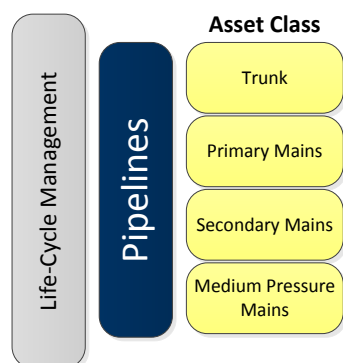 Asset Class
Life-Cycle Management
Pipelines
Trunk
Primary Mains
Secondary Mains
Medium Pressure
Mains